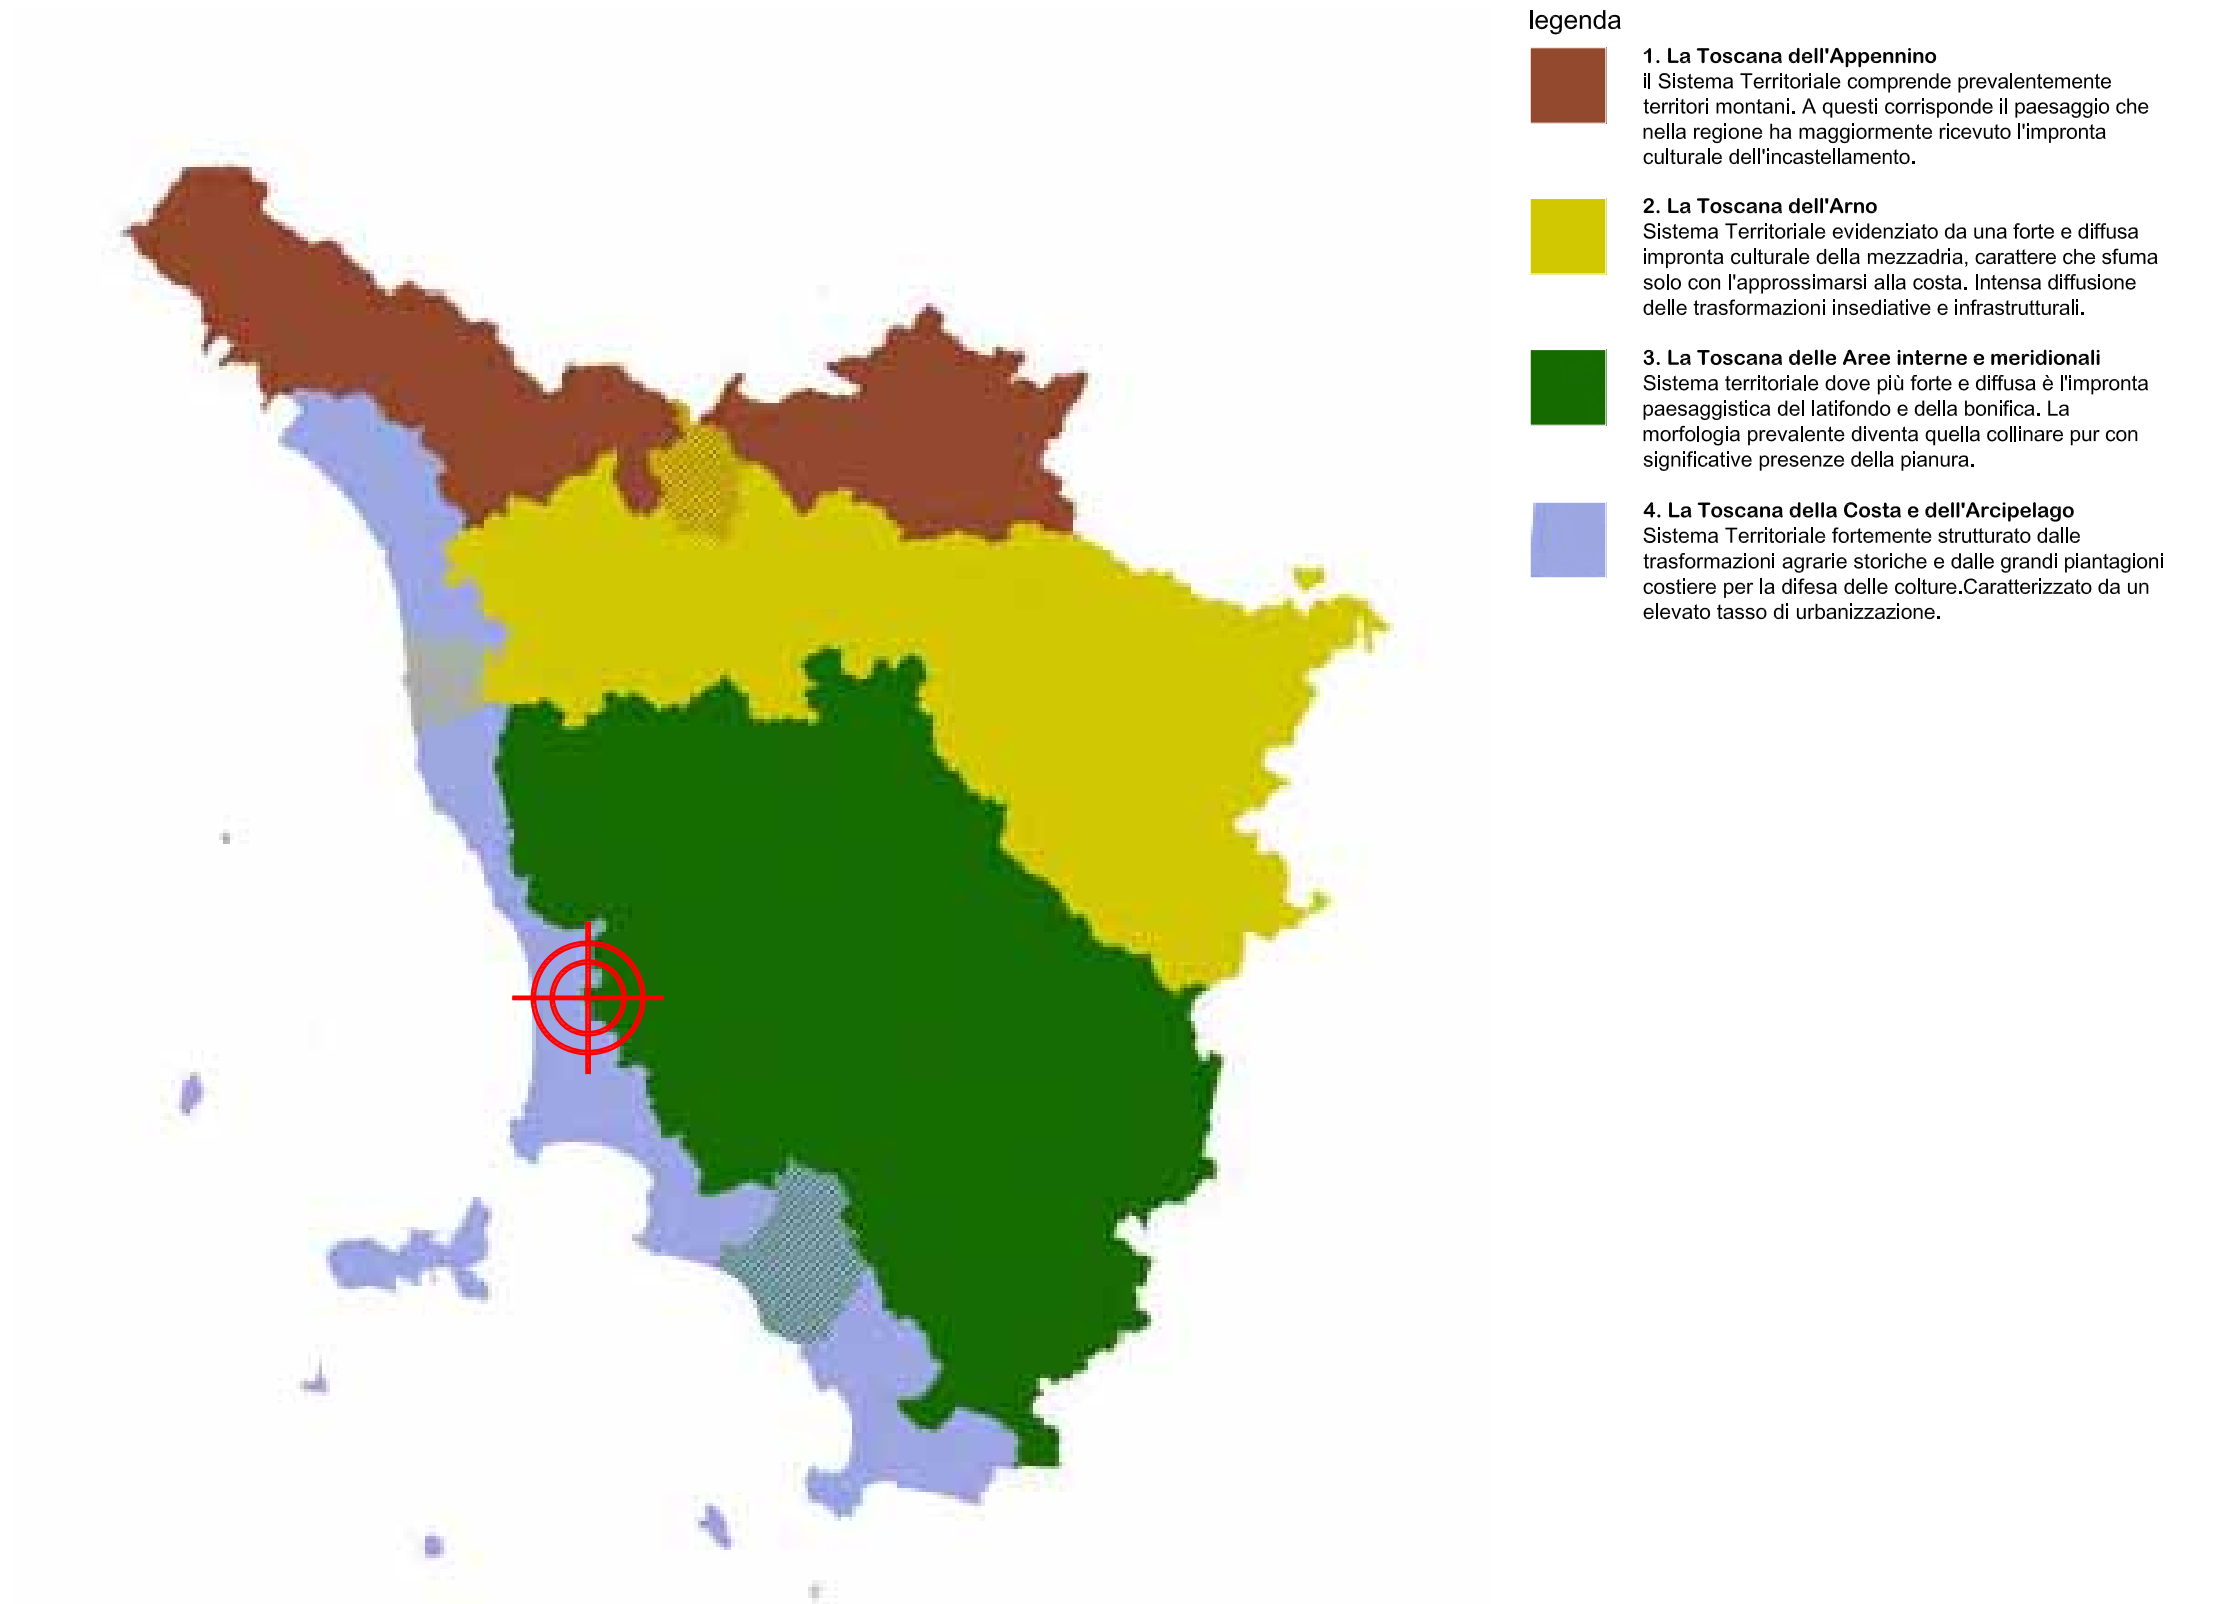 legenda
1. La Toscana dell'Appennino
il Sistema Territoriale comprende prevalentemente
territori montani. A questi corrisponde il paesaggio che
nella regione ha maggiormente ricevuto l'impronta
culturale dell'incastellamento.
2. La Toscana dell'Arno
Sistema Territoriale evidenziato da una forte e diffusa
impronta culturale della mezzadria, carattere che sfuma
solo con l'approssimarsi alla costa. Intensa diffusione
delle trasformazioni insediative e infrastrutturali.
3. La Toscana delle Aree interne e meridionali
Sistema territoriale dove più forte e diffusa è l'impronta
paesaggistica del latifondo e della bonifica. La
morfologia prevalente diventa quella collinare pur con
significative presenze della pianura.
4. La Toscana della Costa e dell'Arcipelago
Sistema Territoriale fortemente strutturato dalle
trasformazioni agrarie storiche e dalle grandi piantagioni
costiere per la difesa delle colture.Caratterizzato da un
elevato tasso di urbanizzazione.